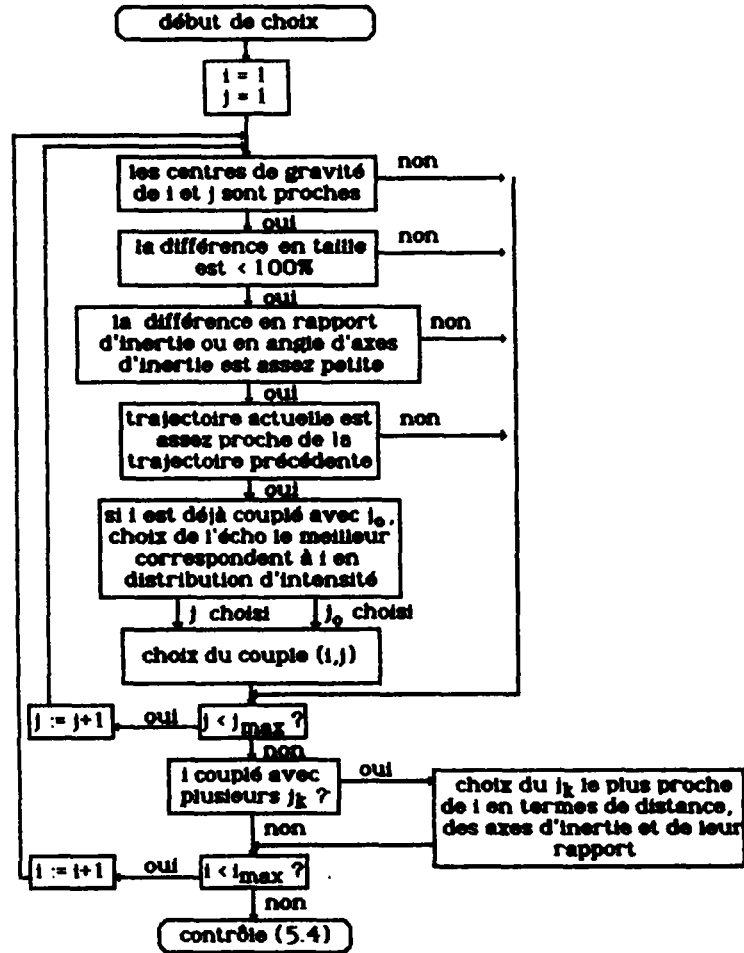 début de choix
i = 1
j = 1
les centres de gravité
de i et j sont proches
non
oui
la différence en taille
est < 100%
non
oui
la différence en rapport
d'inertie ou en angle d'axes
d'inertie est assez petite
non
oui
trajectoire actuelle est
assez proche de la
trajectoire précédente
non
oui
si i est déjà couplé avec jo,
choix de l'écho le meilleur
correspondent à i en
distribution d'intensité
j choisi
jo choisi
choix du couple (i,j)
j := j+1
oui
j < jmax ?
non
i couplé avec
plusieurs jk ?
oui
choix du jk le plus proche
de i en termes de distance,
des axes d'inertie et de leur
rapport
non
i := i+1
oui
i < imax ?
non
contrôle (5.4)